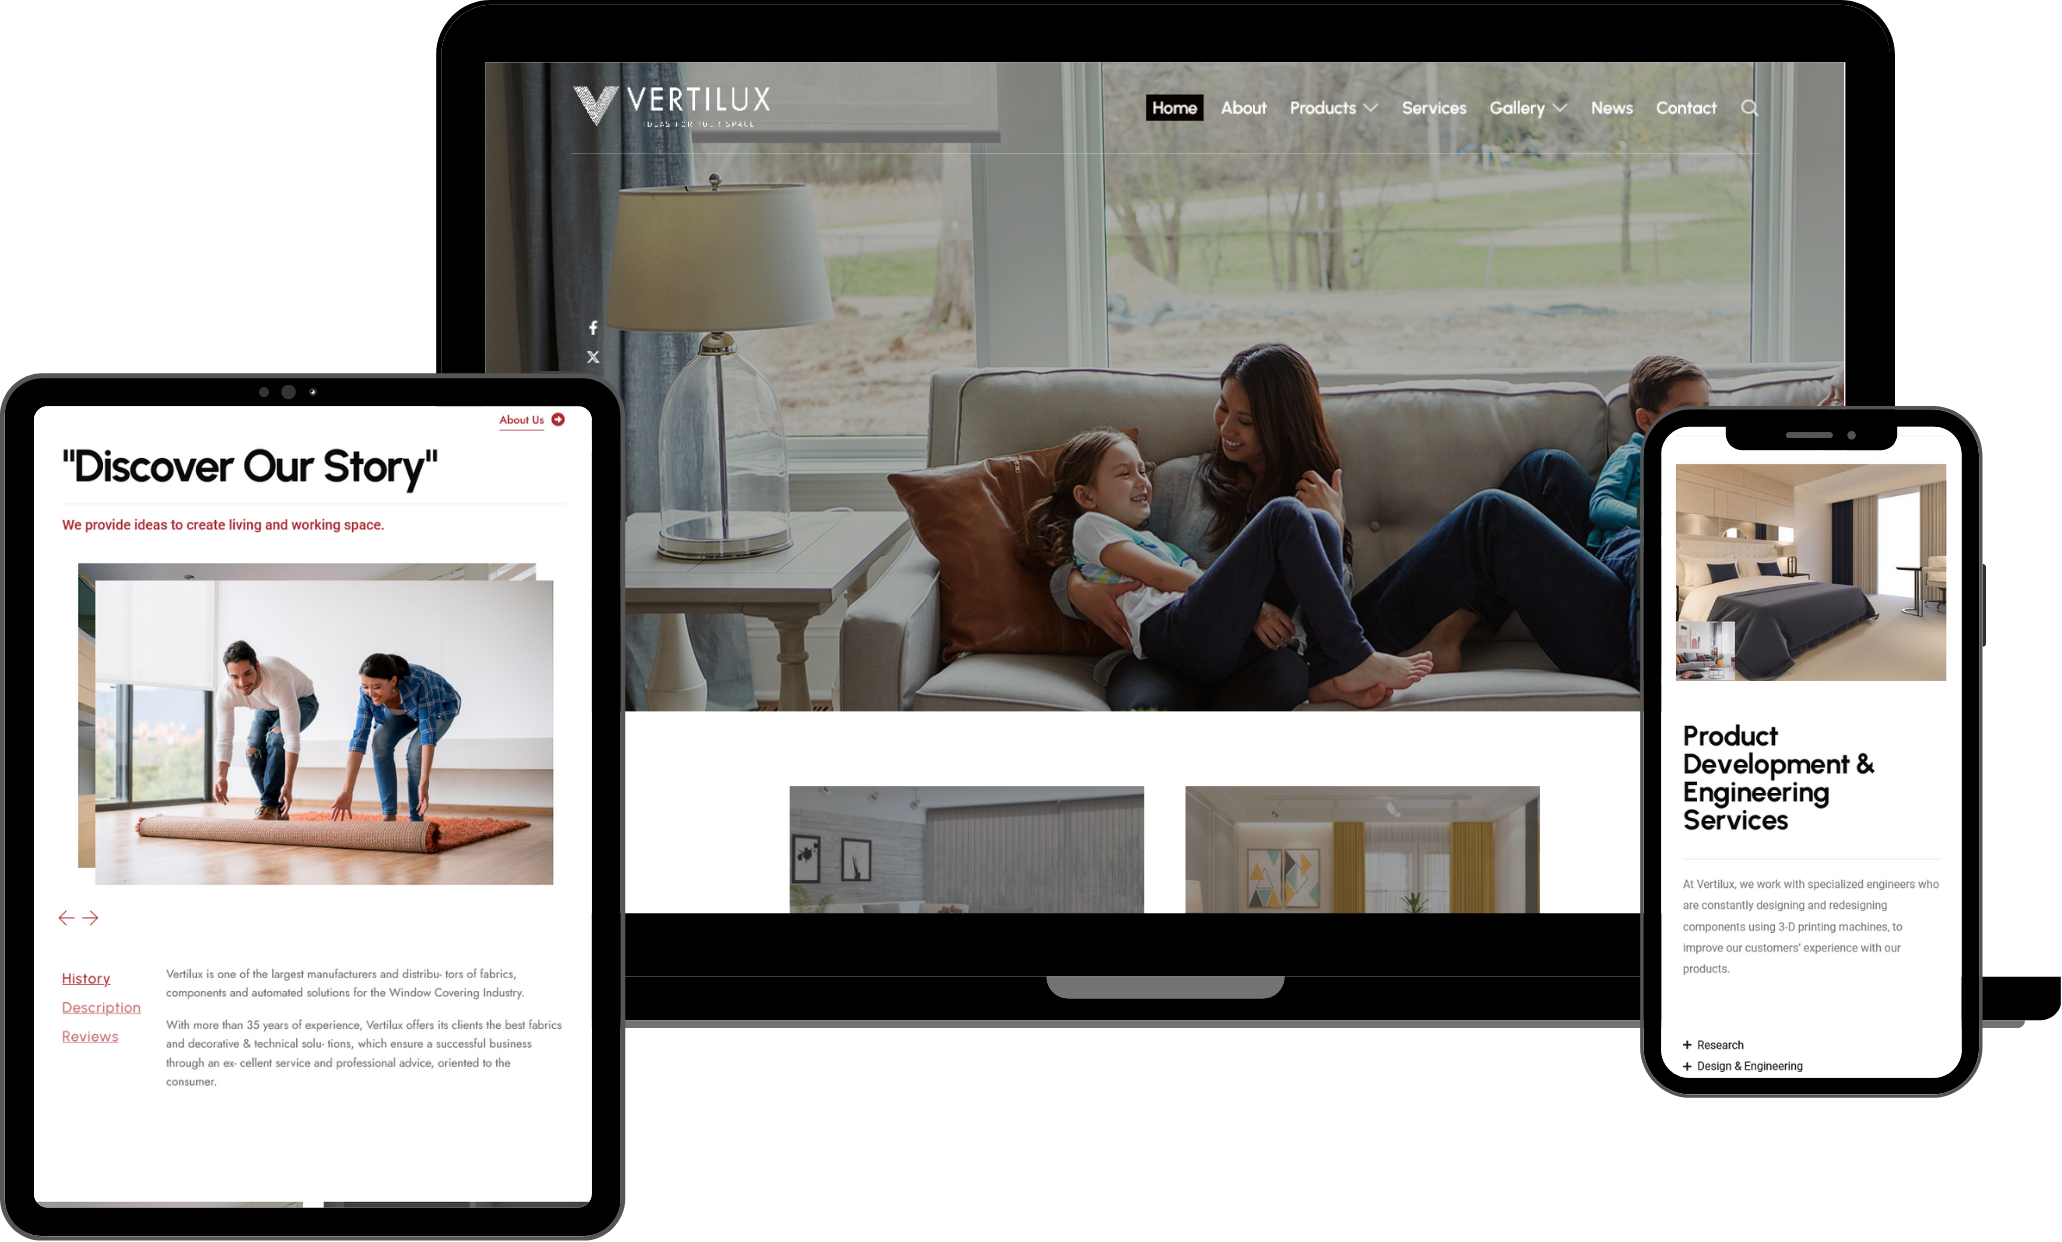 VERTILUX
IDEAS FOR YOUR SPACE
Home About Products Services Gallery News Contact
About Us
"Discover Our Story"
We provide ideas to create living and working space.
History
Description
Reviews
Vertilux is one of the largest manufacturers and distribu- tors of fabrics,
components and automated solutions for the Window Covering Industry.
With more than 35 years of experience, Vertilux offers its clients the best fabrics
and decorative & technical solu- tions, which ensure a successful business
through an ex- cellent service and professional advice, oriented to the
consumer.
Product
Development &
Engineering
Services
At Vertilux, we work with specialized engineers who
are constantly designing and redesigning
components using 3-D printing machines, to
improve our customers’ experience with our
products.
+ Research
+ Design & Engineering